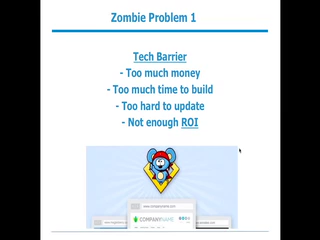 Zombie Problem 1
Tech Barrier
- Too much money
- Too much time to build
- Too hard to update
- Not enough ROI
COMPANYNAME